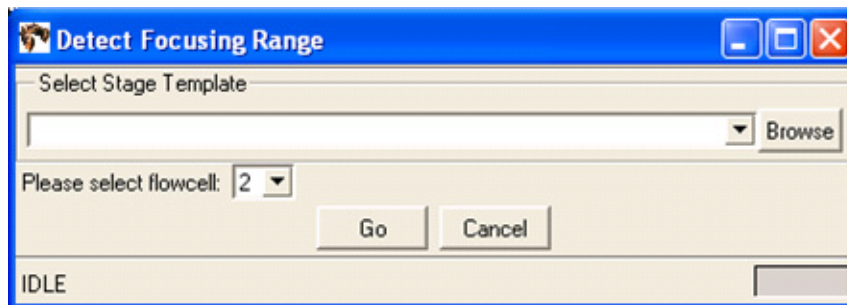 Detect Focusing Range
Select Stage Template
Browse
Please select flowcell: 2
Go Cancel
IDLE